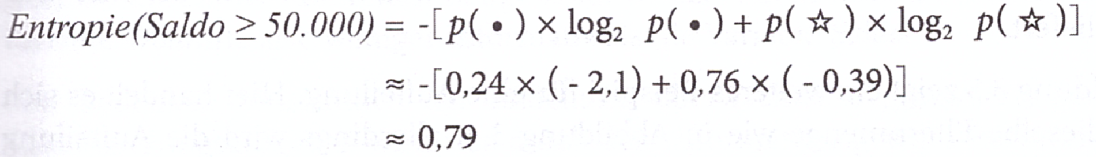 Entropie(Saldo ≥ 50.000) = -[p( • ) × log₂ p( • ) + p( ☆ ) × log₂ p( ☆ )]
≈ -[0,24 × ( - 2,1) + 0,76 × ( - 0,39)]
≈ 0,79